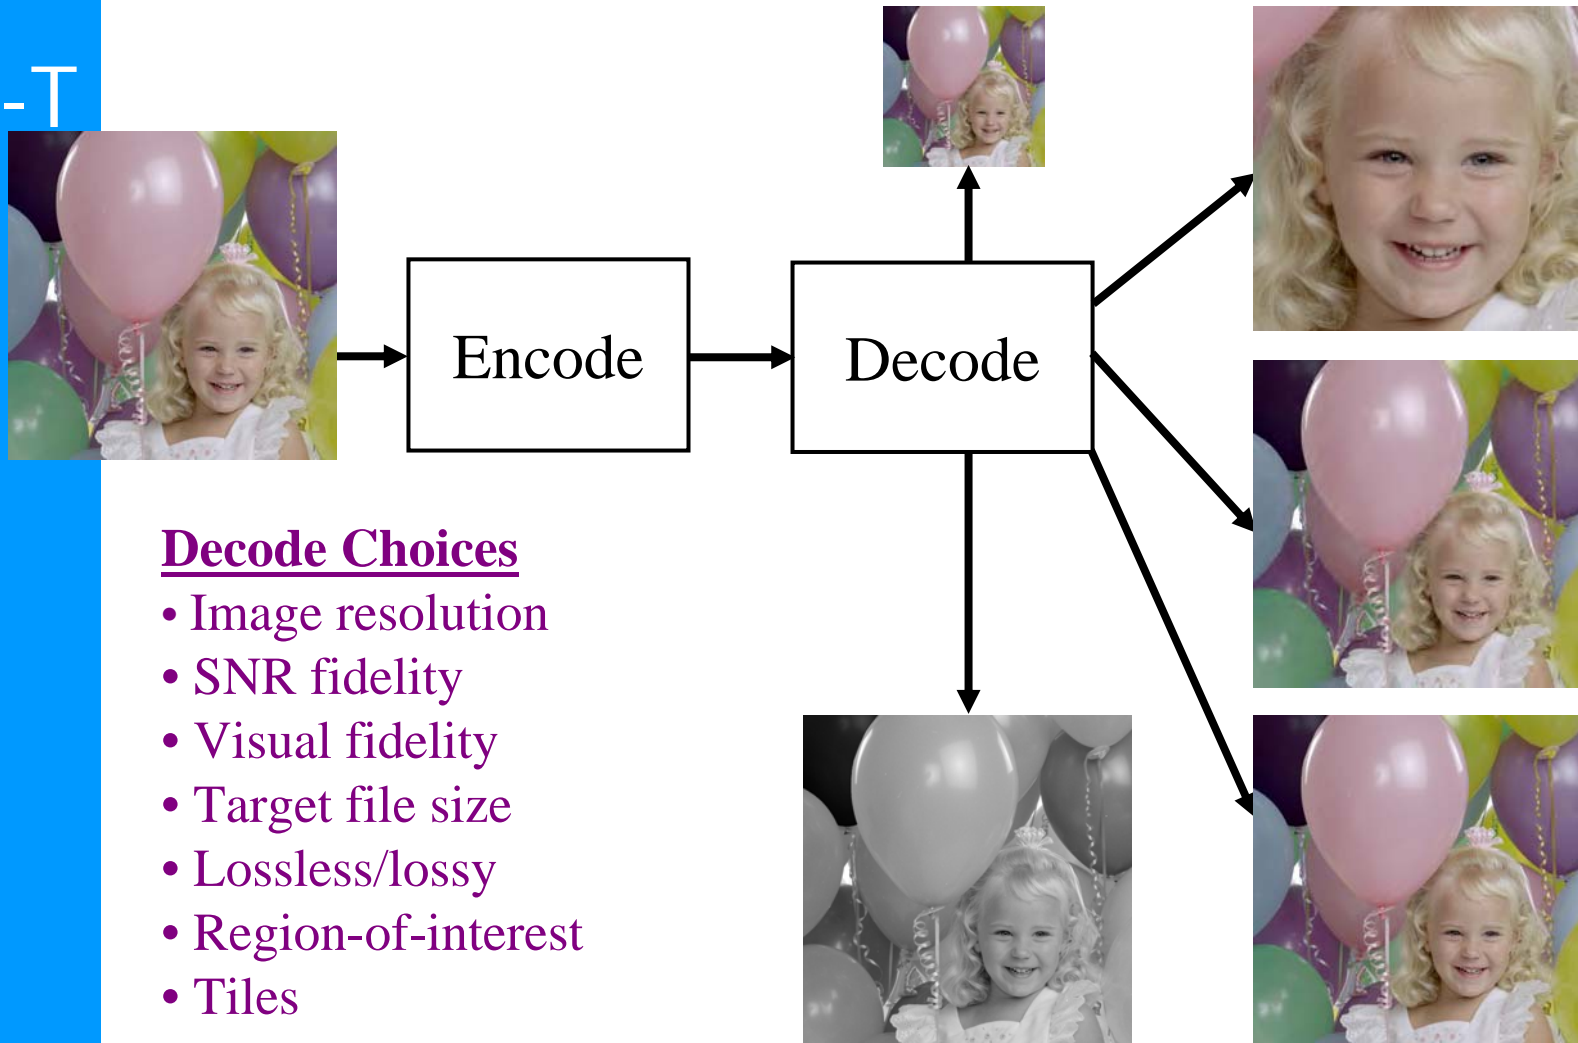 -T
Encode
Decode
Decode Choices
• Image resolution
• SNR fidelity
• Visual fidelity
• Target file size
• Lossless/lossy
• Region-of-interest
• Tiles